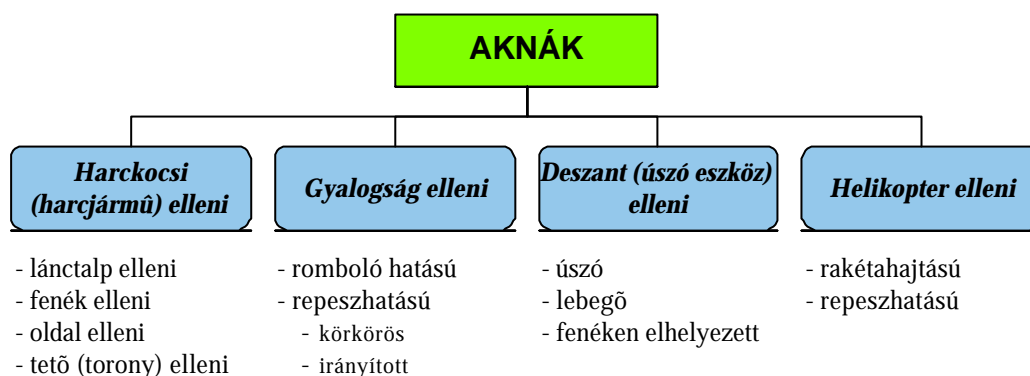 AKNÁK
Harckocsi
(harcjármû) elleni
- lánctalp elleni
- fenék elleni
- oldal elleni
- tetõ (torony) elleni
Gyalogság elleni
- romboló hatású
- repeszhatású
- körkörös
- irányított
Deszant (úszó eszköz)
elleni
- úszó
- lebegõ
- fenéken elhelyezett
Helikopter elleni
- rakétahajtású
- repeszhatású